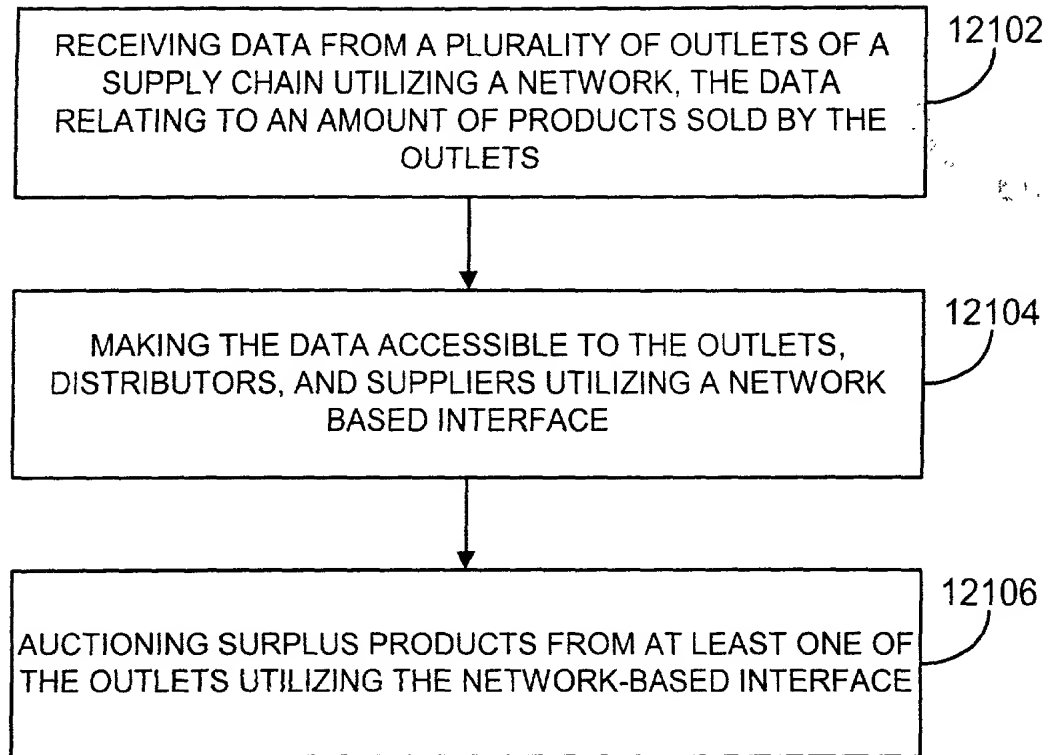 RECEIVING DATA FROM A PLURALITY OF OUTLETS OF A
SUPPLY CHAIN UTILIZING A NETWORK, THE DATA
RELATING TO AN AMOUNT OF PRODUCTS SOLD BY THE
OUTLETS
12102
MAKING THE DATA ACCESSIBLE TO THE OUTLETS,
DISTRIBUTORS, AND SUPPLIERS UTILIZING A NETWORK
BASED INTERFACE
12104
AUCTIONING SURPLUS PRODUCTS FROM AT LEAST ONE OF
THE OUTLETS UTILIZING THE NETWORK-BASED INTERFACE
12106